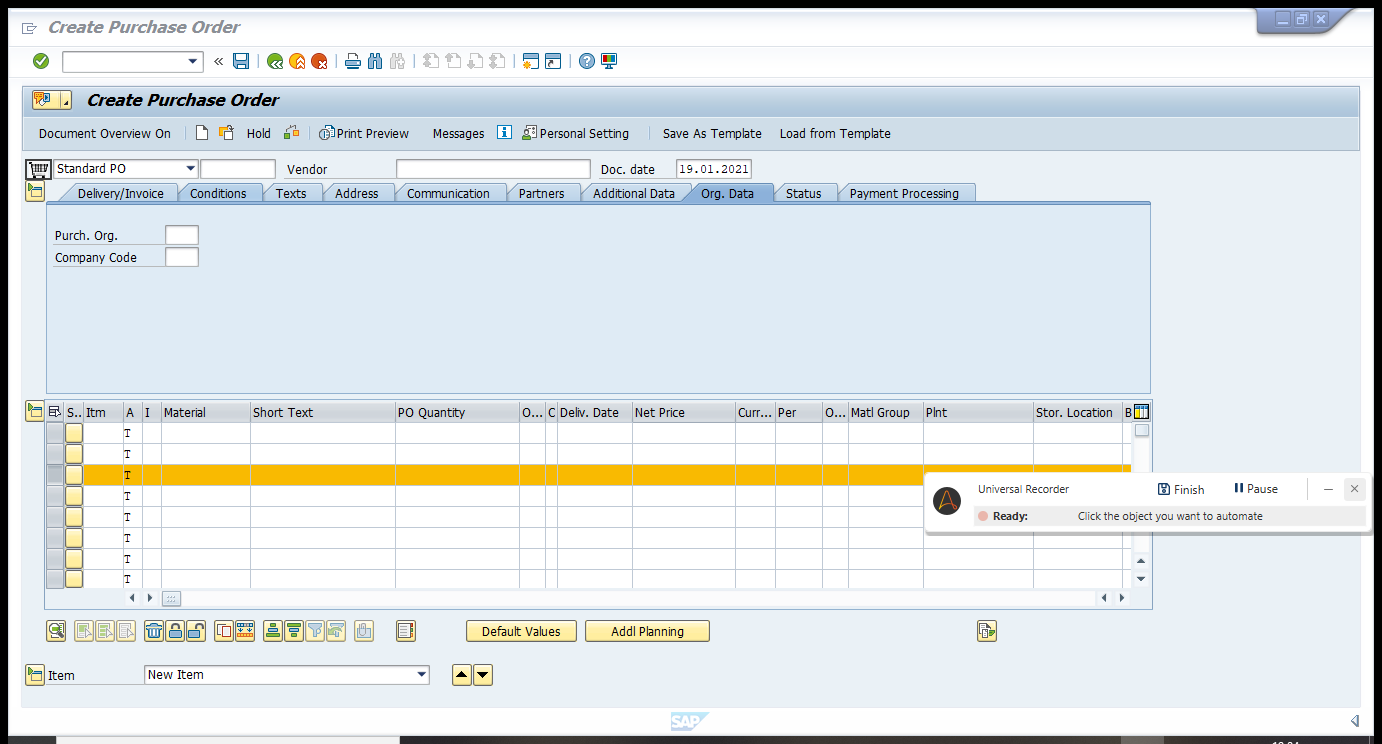 Create Purchase Order
Create Purchase Order
Document Overview On Hold Print Preview Messages Personal Setting Save As Template Load from Template
Standard PO Vendor Doc. date 19.01.2021
Delivery/Invoice Conditions Texts Address Communication Partners Additional Data Org. Data Status Payment Processing
Purch. Org.
Company Code
S.. Itm A I Material Short Text PO Quantity O... C Deliv. Date Net Price Curr... Per O... Matl Group Plnt Stor. Location B
T
T
T
T
T
T
T
T
Universal Recorder Finish Pause
Ready: Click the object you want to automate
Default Values Addl Planning
Item New Item
SAP